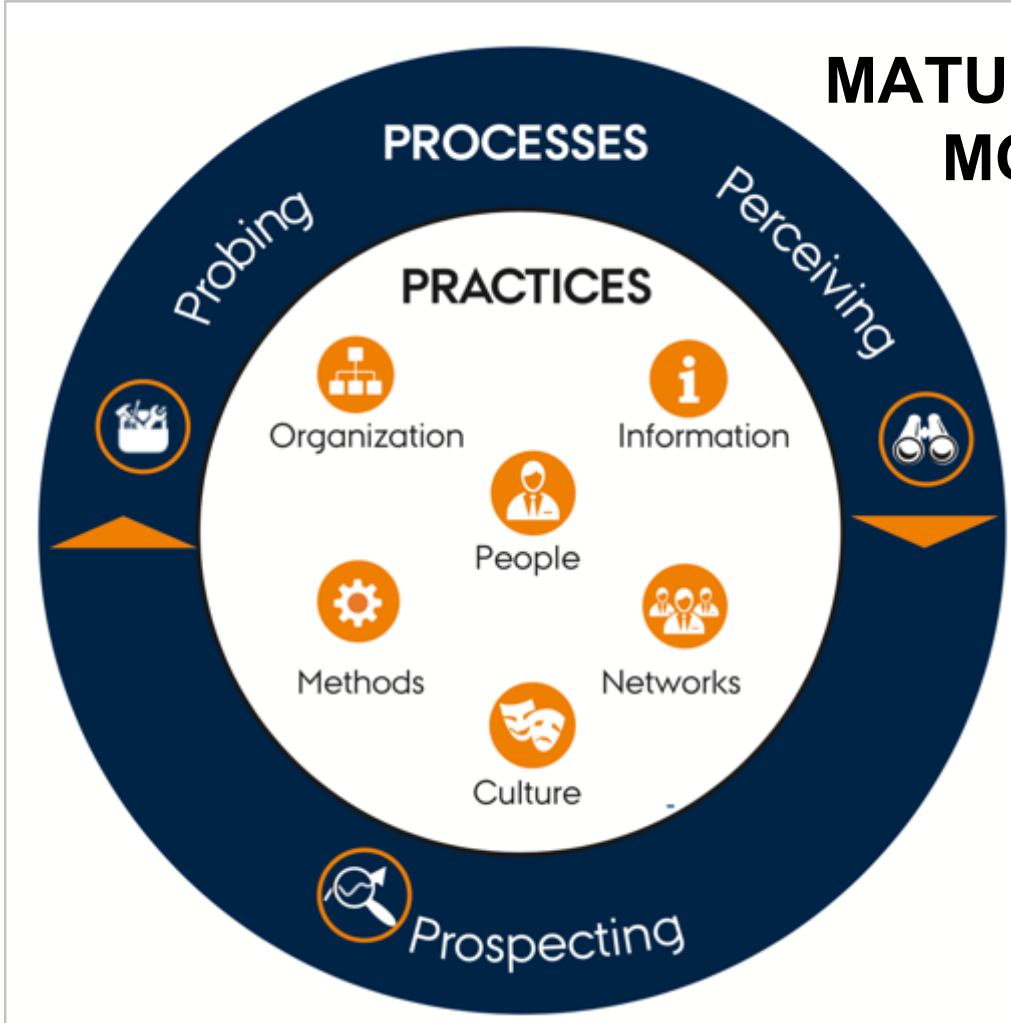 MATU
MO
PROCESSES
Probing
Perceiving
PRACTICES
Organization
Information
People
Methods
Networks
Culture
Prospecting